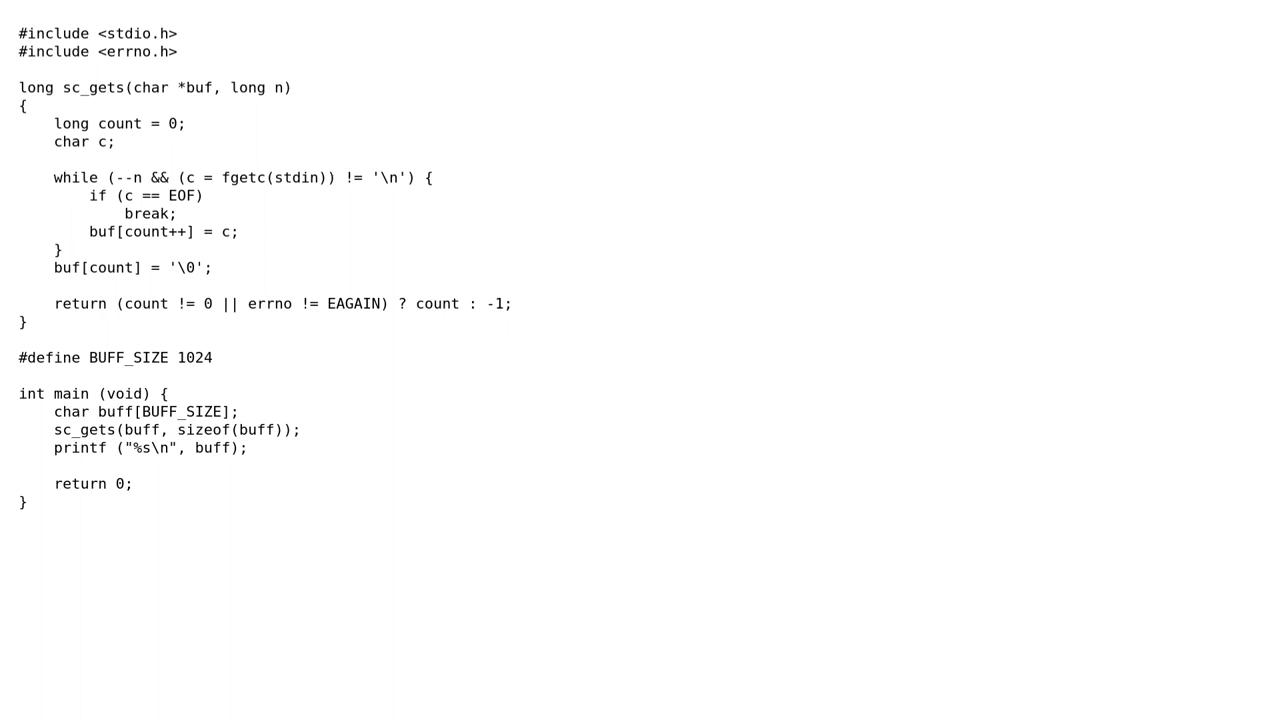 #include <stdio.h>
#include <errno.h>

long sc_gets(char *buf, long n)
{
    long count = 0;
    char c;

    while (--n && (c = fgetc(stdin)) != '\n') {
        if (c == EOF)
            break;
        buf[count++] = c;
    }
    buf[count] = '\0';

    return (count != 0 || errno != EAGAIN) ? count : -1;
}

#define BUFF_SIZE 1024

int main (void) {
    char buff[BUFF_SIZE];
    sc_gets(buff, sizeof(buff));
    printf ("%s\n", buff);

    return 0;
}